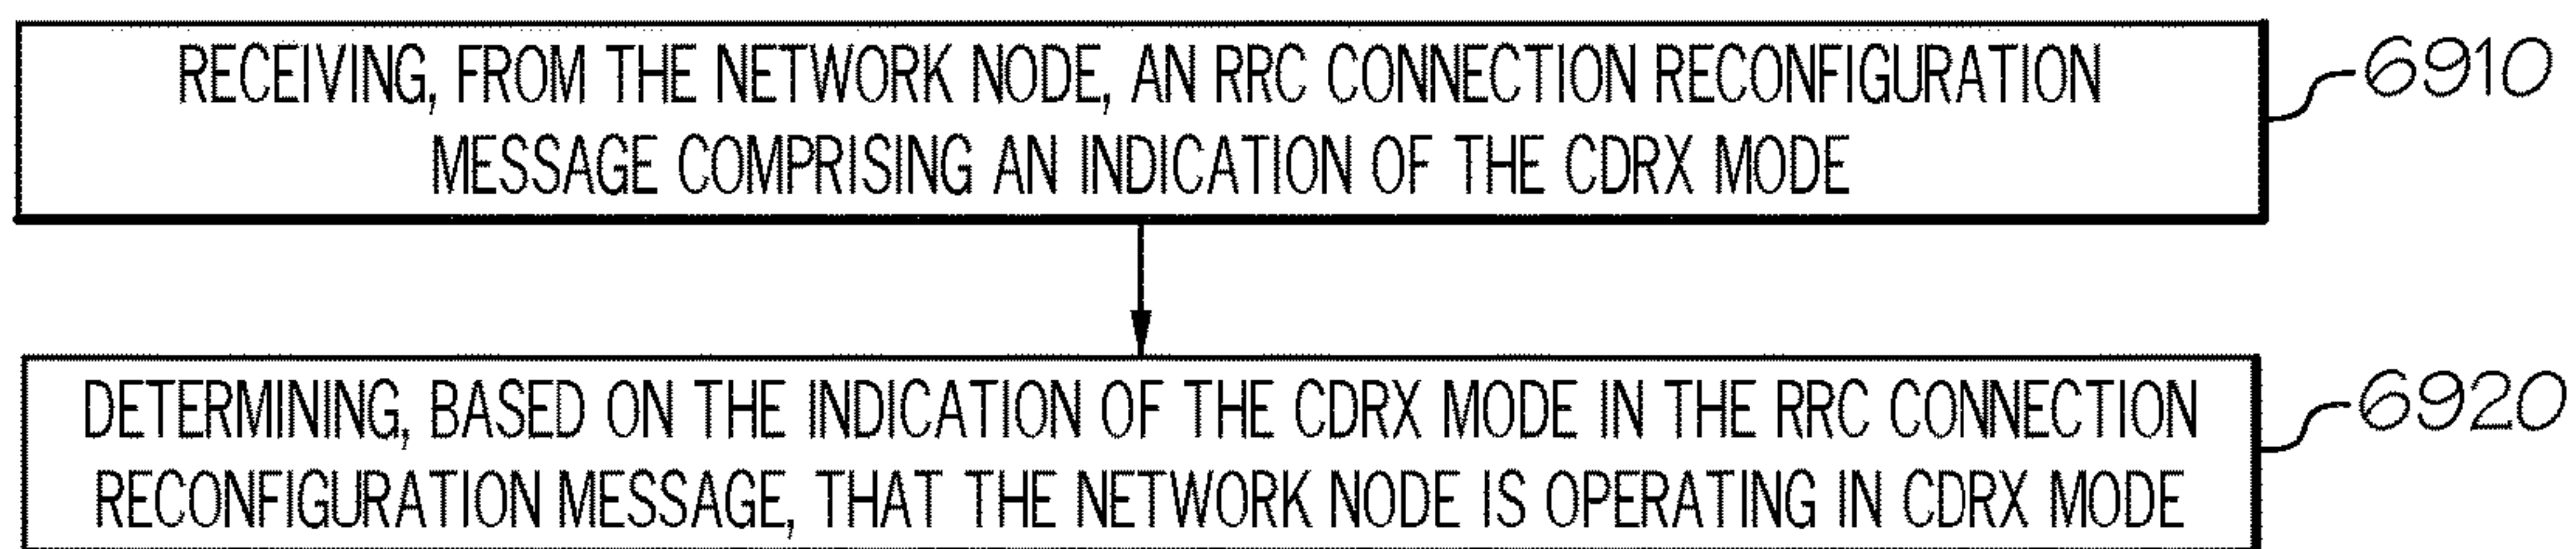 RECEIVING, FROM THE NETWORK NODE, AN RRC CONNECTION RECONFIGURATION
MESSAGE COMPRISING AN INDICATION OF THE CDRX MODE
6910
DETERMINING, BASED ON THE INDICATION OF THE CDRX MODE IN THE RRC CONNECTION
RECONFIGURATION MESSAGE, THAT THE NETWORK NODE IS OPERATING IN CDRX MODE
6920